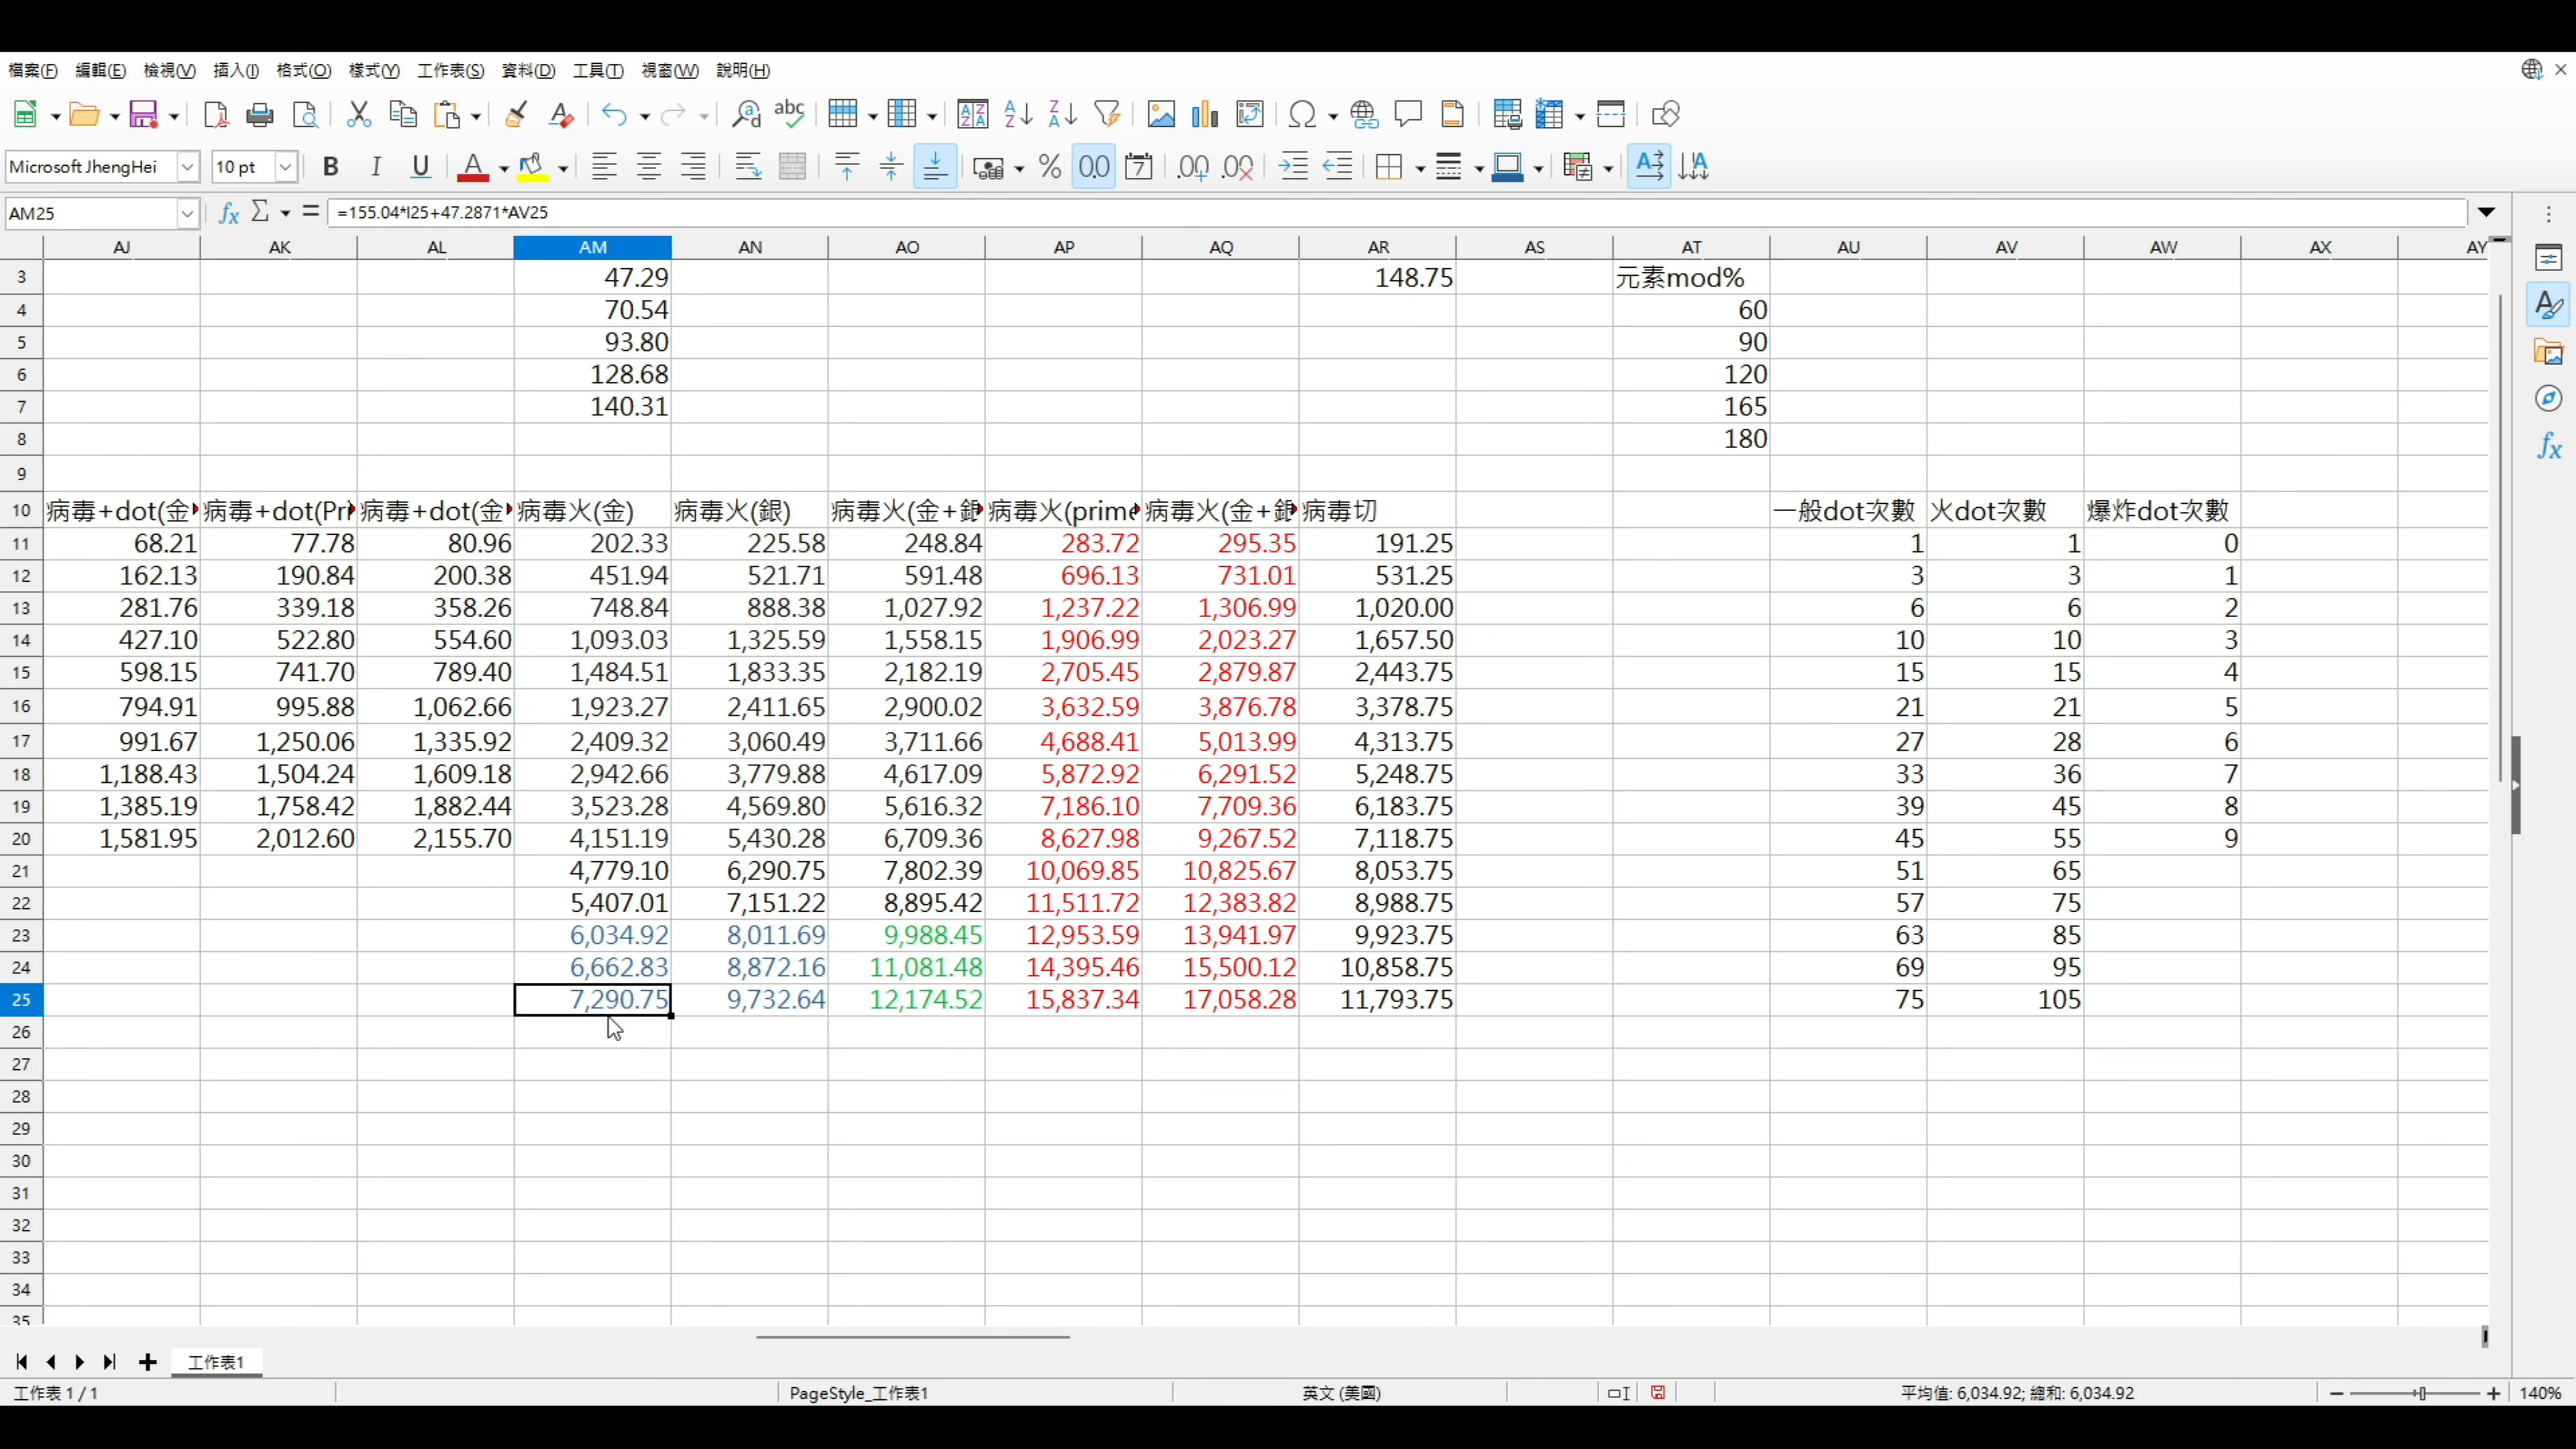 檔案(F) 編輯(E) 檢視(V) 插入(I) 格式(O) 樣式(Y) 工作表(S) 資料(D) 工具(T) 視窗(W) 說明(H)
Microsoft JhengHei 10 pt
AM25 =155.04*I25+47.2871*AV25
AJ AK AL AM AN AO AP AQ AR AS AT AU AV AW AX AY
3 47.29 148.75 元素mod%
4 70.54 60
5 93.80 90
6 128.68 120
7 140.31 165
8 180
9
10 病毒+dot(金 病毒+dot(Pri 病毒+dot(金 病毒火(金) 病毒火(銀) 病毒火(金+銀 病毒火(prime 病毒火(金+銀 病毒切 一般dot次數 火dot次數 爆炸dot次數
11 68.21 77.78 80.96 202.33 225.58 248.84 283.72 295.35 191.25 1 1 0
12 162.13 190.84 200.38 451.94 521.71 591.48 696.13 731.01 531.25 3 3 1
13 281.76 339.18 358.26 748.84 888.38 1,027.92 1,237.22 1,306.99 1,020.00 6 6 2
14 427.10 522.80 554.60 1,093.03 1,325.59 1,558.15 1,906.99 2,023.27 1,657.50 10 10 3
15 598.15 741.70 789.40 1,484.51 1,833.35 2,182.19 2,705.45 2,879.87 2,443.75 15 15 4
16 794.91 995.88 1,062.66 1,923.27 2,411.65 2,900.02 3,632.59 3,876.78 3,378.75 21 21 5
17 991.67 1,250.06 1,335.92 2,409.32 3,060.49 3,711.66 4,688.41 5,013.99 4,313.75 27 28 6
18 1,188.43 1,504.24 1,609.18 2,942.66 3,779.88 4,617.09 5,872.92 6,291.52 5,248.75 33 36 7
19 1,385.19 1,758.42 1,882.44 3,523.28 4,569.80 5,616.32 7,186.10 7,709.36 6,183.75 39 45 8
20 1,581.95 2,012.60 2,155.70 4,151.19 5,430.28 6,709.36 8,627.98 9,267.52 7,118.75 45 55 9
21 4,779.10 6,290.75 7,802.39 10,069.85 10,825.67 8,053.75 51 65
22 5,407.01 7,151.22 8,895.42 11,511.72 12,383.82 8,988.75 57 75
23 6,034.92 8,011.69 9,988.45 12,953.59 13,941.97 9,923.75 63 85
24 6,662.83 8,872.16 11,081.48 14,395.46 15,500.12 10,858.75 69 95
25 7,290.75 9,732.64 12,174.52 15,837.34 17,058.28 11,793.75 75 105
26
27
28
29
30
31
32
33
34
35
工作表1
工作表 1 / 1 PageStyle_工作表1 英文 (美國) 平均值: 6,034.92; 總和: 6,034.92 140%